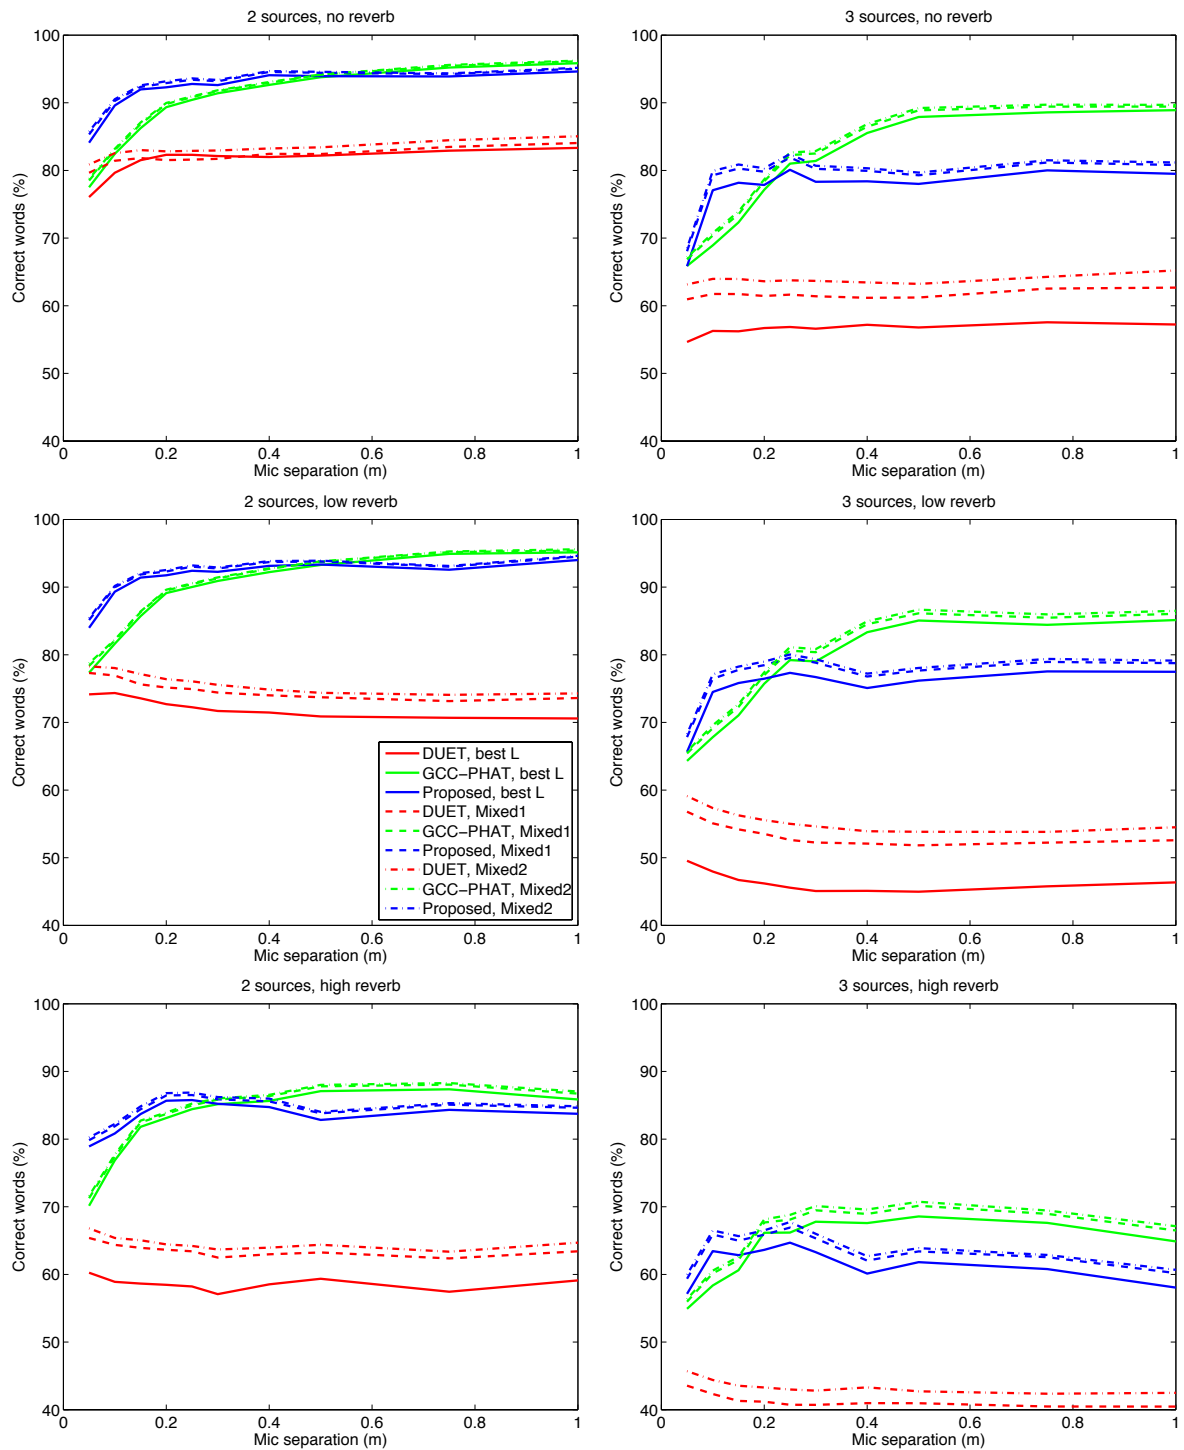 2 sources, no reverb
100
90
80
70
60
50
40
Correct words (%)
0 0.2 0.4 0.6 0.8 1
Mic separation (m)
3 sources, no reverb
100
90
80
70
60
50
40
Correct words (%)
0 0.2 0.4 0.6 0.8 1
Mic separation (m)
2 sources, low reverb
100
90
80
70
60
50
40
Correct words (%)
DUET, best L
GCC−PHAT, best L
Proposed, best L
DUET, Mixed1
GCC−PHAT, Mixed1
Proposed, Mixed1
DUET, Mixed2
GCC−PHAT, Mixed2
Proposed, Mixed2
0 0.2 0.4 0.6 0.8 1
Mic separation (m)
3 sources, low reverb
100
90
80
70
60
50
40
Correct words (%)
0 0.2 0.4 0.6 0.8 1
Mic separation (m)
2 sources, high reverb
100
90
80
70
60
50
40
Correct words (%)
0 0.2 0.4 0.6 0.8 1
Mic separation (m)
3 sources, high reverb
100
90
80
70
60
50
40
Correct words (%)
0 0.2 0.4 0.6 0.8 1
Mic separation (m)